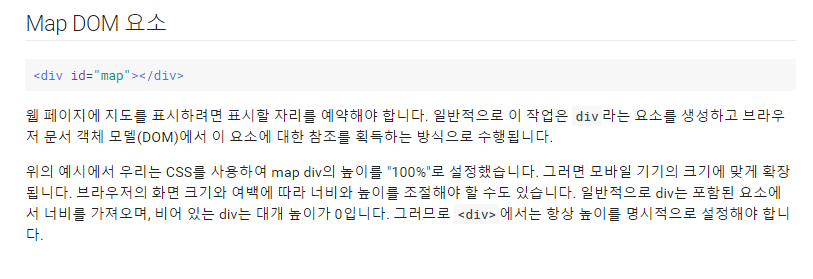 Map DOM 요소
<div id="map"></div>
웹 페이지에 지도를 표시하려면 표시할 자리를 예약해야 합니다. 일반적으로 이 작업은 div 라는 요소를 생성하고 브라우
저 문서 객체 모델(DOM)에서 이 요소에 대한 참조를 획득하는 방식으로 수행됩니다.
위의 예시에서 우리는 CSS를 사용하여 map div의 높이를 "100%"로 설정했습니다. 그러면 모바일 기기의 크기에 맞게 확장
됩니다. 브라우저의 화면 크기와 여백에 따라 너비와 높이를 조절해야 할 수도 있습니다. 일반적으로 div는 포함된 요소에
서 너비를 가져오며, 비어 있는 div는 대개 높이가 0입니다. 그러므로 <div> 에서는 항상 높이를 명시적으로 설정해야 합니
다.